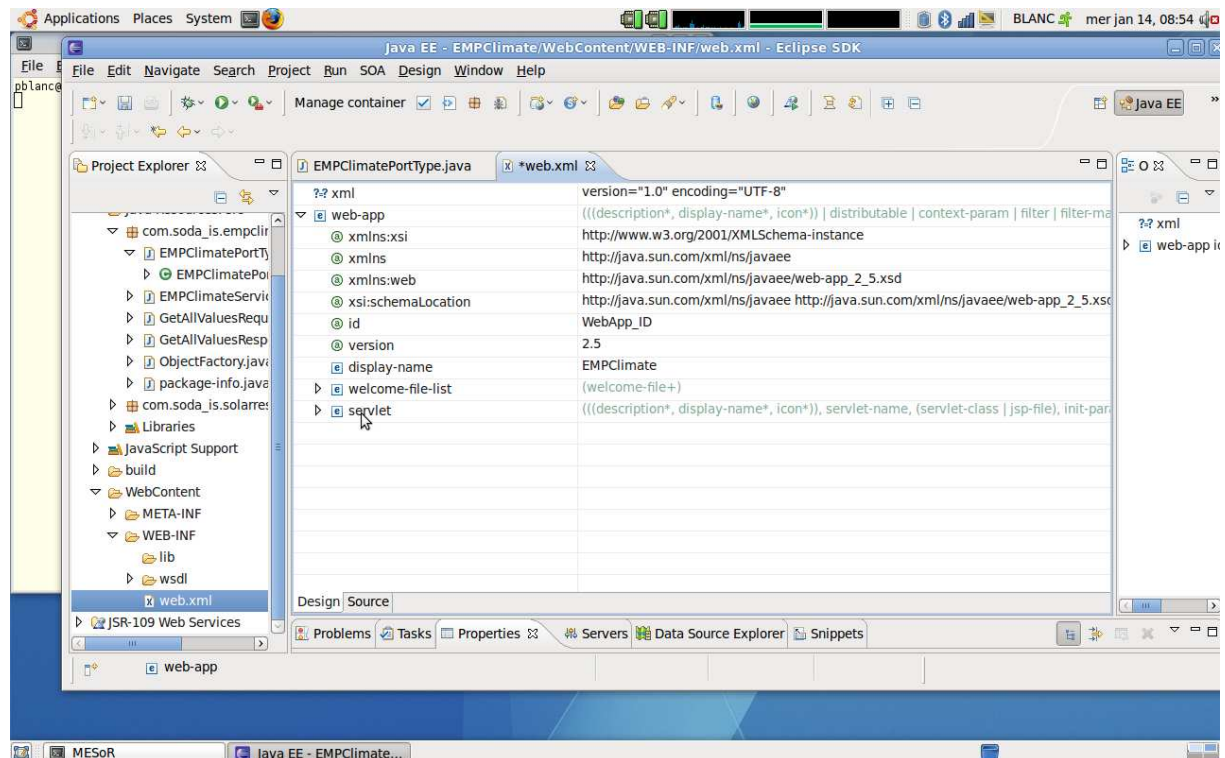 Applications Places System BLANC mer jan 14, 08:54
Java EE - EMPClimate/WebContent/WEB-INF/web.xml - Eclipse SDK
File
File Edit Navigate Search Project Run SOA Design Window Help
pblanc@
Manage container Java EE »
Project Explorer EMPClimatePortType.java *web.xml O
?=? xml version="1.0" encoding="UTF-8"
web-app (((description*, display-name*, icon*)) | distributable | context-param | filter | filter-ma
xmlns:xsi http://www.w3.org/2001/XMLSchema-instance
xmlns http://java.sun.com/xml/ns/javaee
xmlns:web http://java.sun.com/xml/ns/javaee/web-app_2_5.xsd
xsi:schemaLocation http://java.sun.com/xml/ns/javaee http://java.sun.com/xml/ns/javaee/web-app_2_5.xsd
id WebApp_ID
version 2.5
display-name EMPClimate
welcome-file-list (welcome-file+)
servlet (((description*, display-name*, icon*)), servlet-name, (servlet-class | jsp-file), init-par
com.soda_is.empclir
EMPClimatePortTy
EMPClimatePor
EMPClimateServic
GetAllValuesRequ
GetAllValuesResp
ObjectFactory.java
package-info.java
com.soda_is.solarres
Libraries
JavaScript Support
build
WebContent
META-INF
WEB-INF
lib
wsdl
web.xml
JSR-109 Web Services
?=? xml
web-app id
Design Source
Problems Tasks Properties Servers Data Source Explorer Snippets
web-app
MESoR Java EE - EMPClimate...